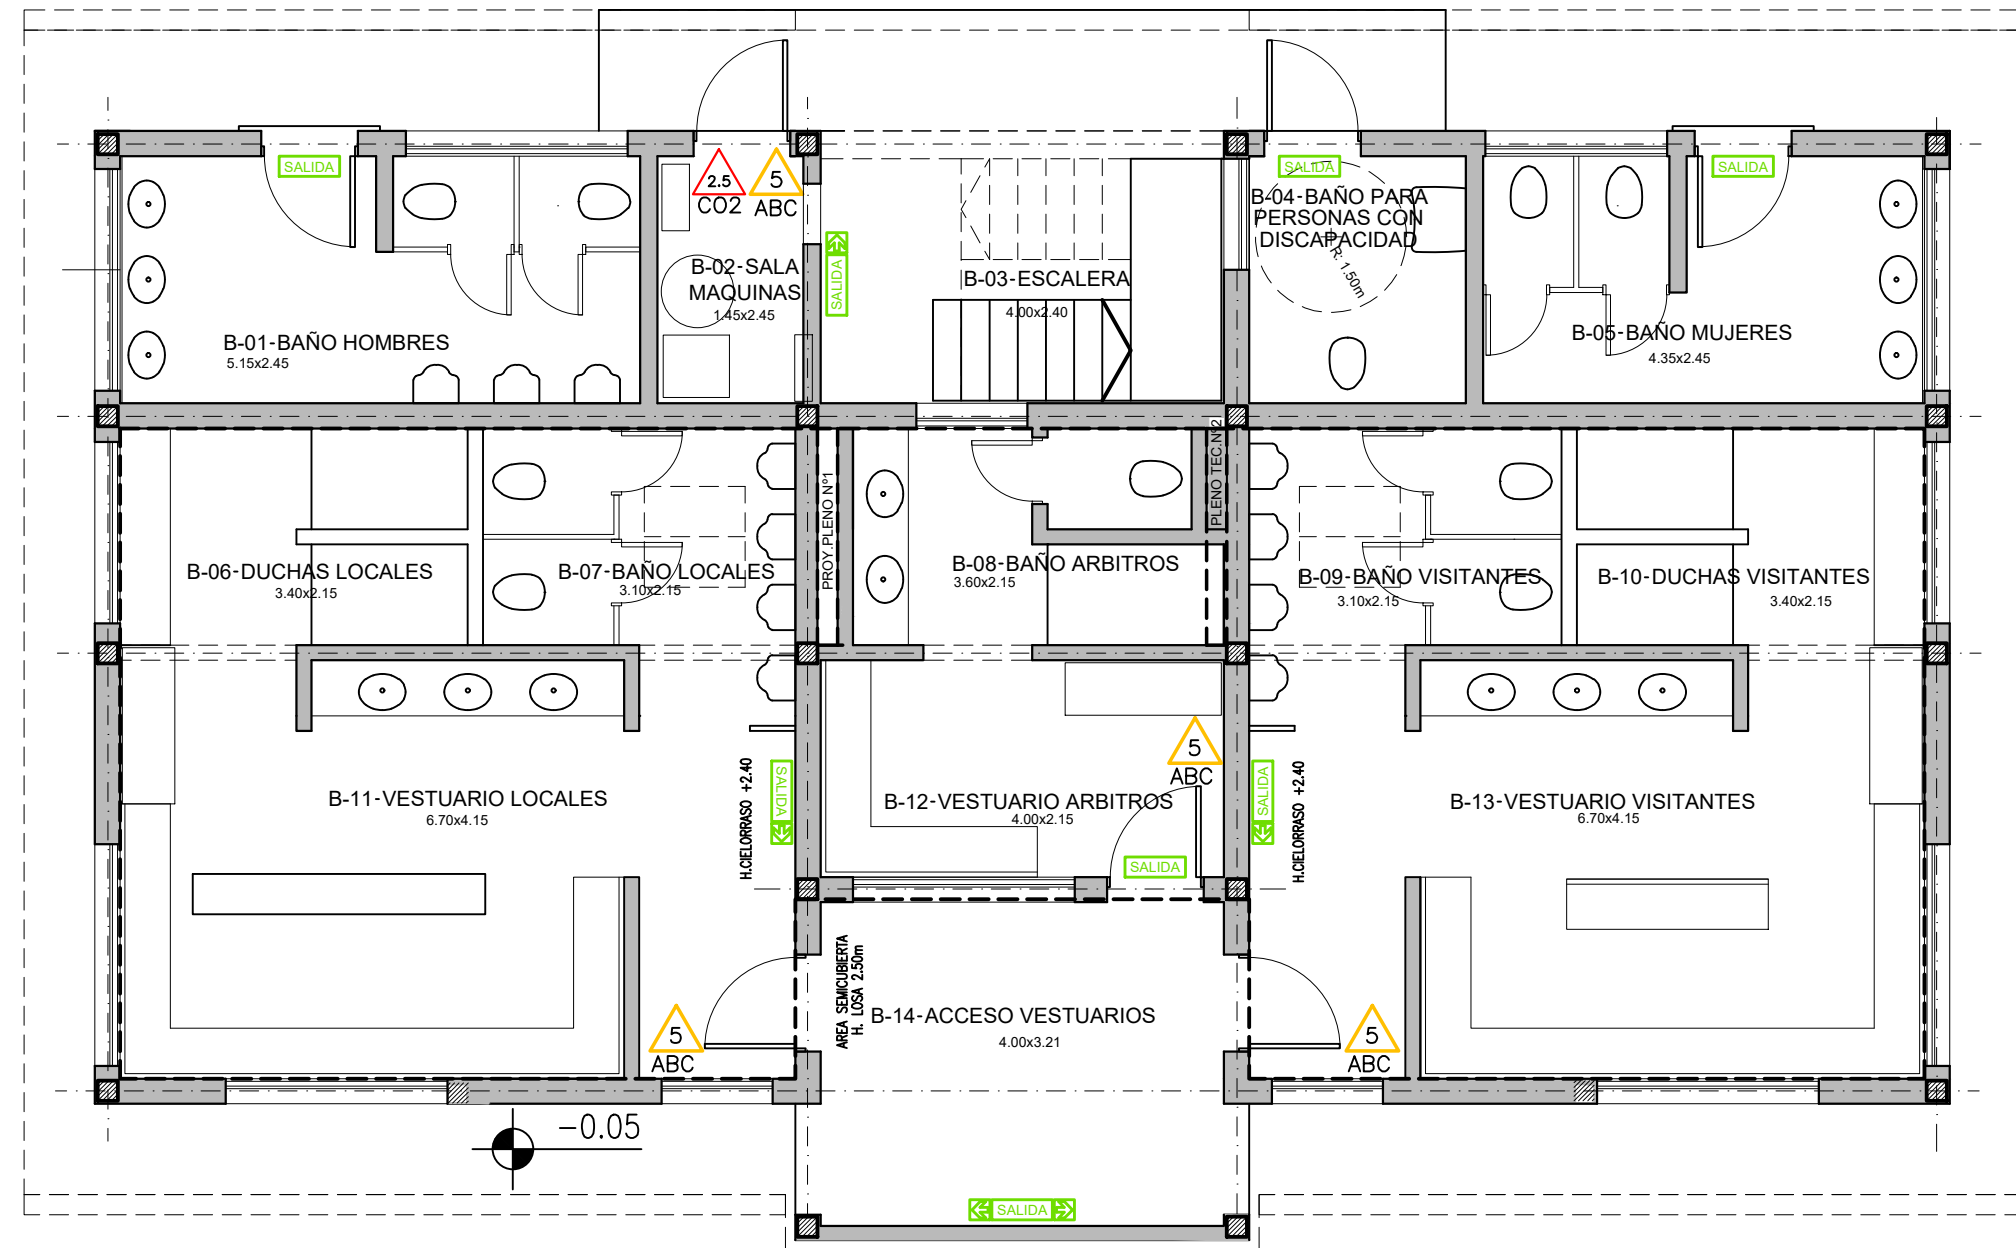 SALIDA
2.5
CO2
5
ABC
SALIDA
SALIDA
B-04-BAÑO PARA
PERSONAS CON
DISCAPACIDAD
R: 1.50m
SALIDA
B-02-SALA
MAQUINAS
1.45x2.45
B-03-ESCALERA
4.00x2.40
B-01-BAÑO HOMBRES
5.15x2.45
B-05-BAÑO MUJERES
4.35x2.45
PROY.PLENO Nº1
PLENO TEC.Nº2
B-06-DUCHAS LOCALES
3.40x2.15
B-07-BAÑO LOCALES
3.10x2.15
B-08-BAÑO ARBITROS
3.60x2.15
B-09-BAÑO VISITANTES
3.10x2.15
B-10-DUCHAS VISITANTES
3.40x2.15
H.CIELORRASO +2.40
SALIDA
5
ABC
SALIDA
H.CIELORRASO +2.40
B-11-VESTUARIO LOCALES
6.70x4.15
B-12-VESTUARIO ARBITROS
4.00x2.15
B-13-VESTUARIO VISITANTES
6.70x4.15
SALIDA
AREA SEMICUBIERTA
H. LOSA 2.50m
B-14-ACCESO VESTUARIOS
4.00x3.21
5
ABC
5
ABC
-0.05
SALIDA